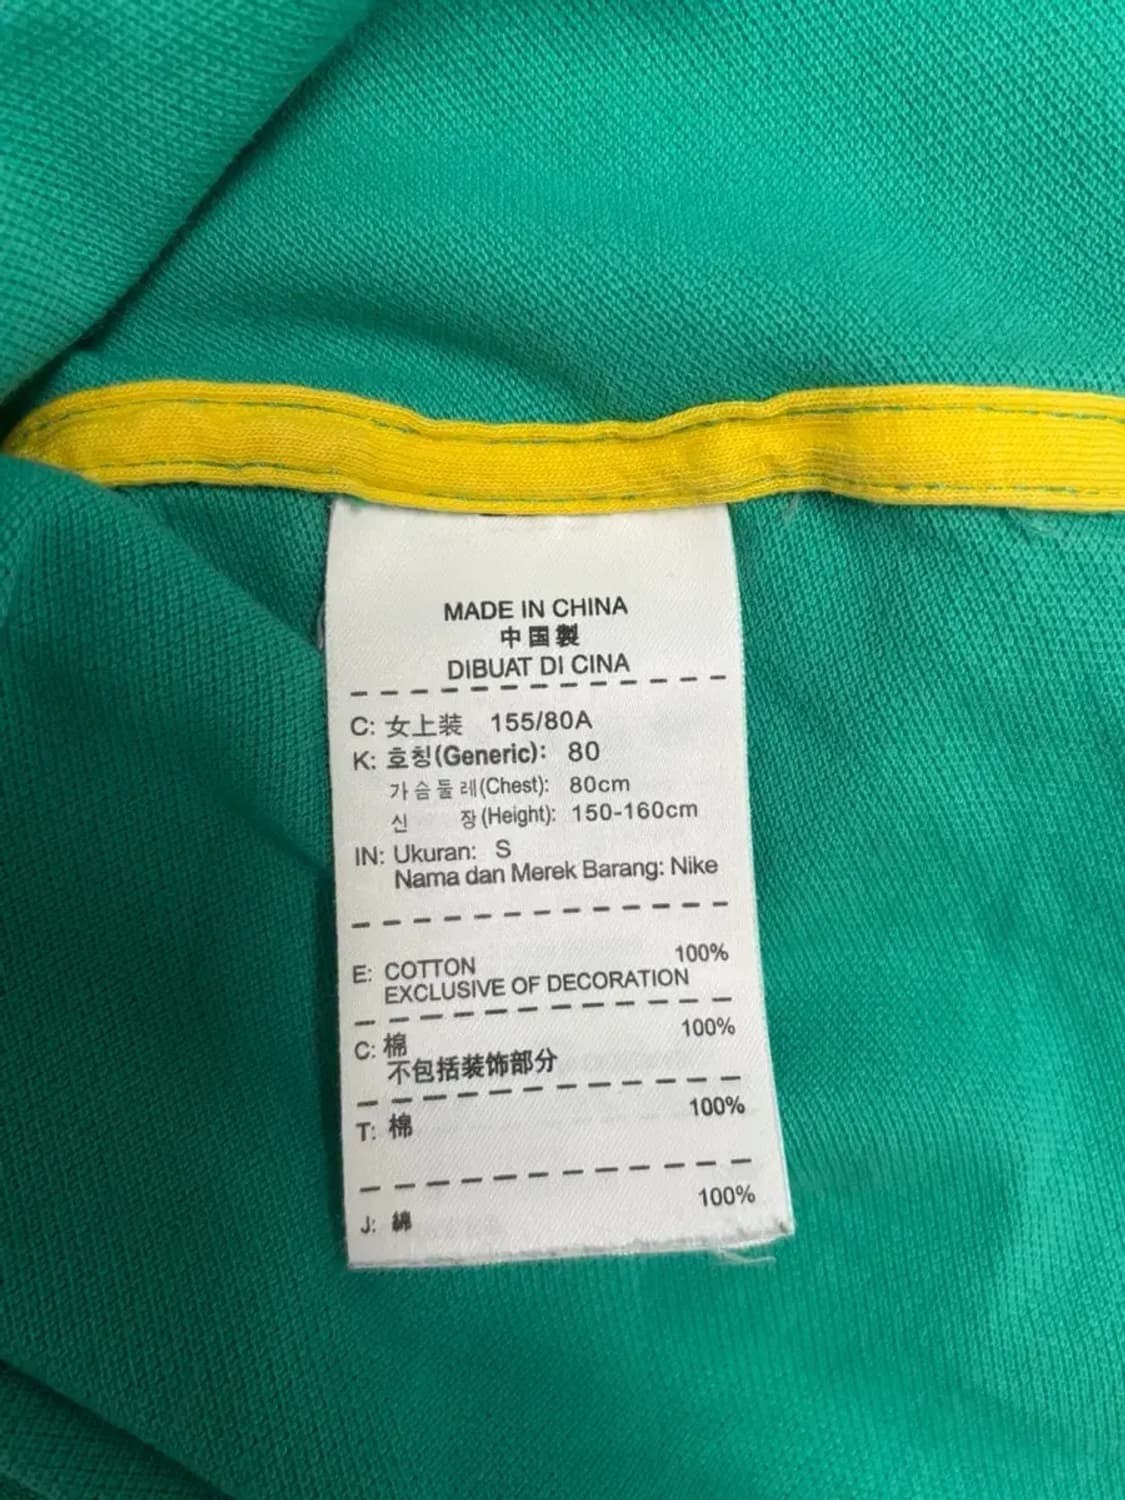 MADE IN CHINA
中国製
DIBUAT DI CINA
C: 女上装 155/80A
K: 호칭(Generic): 80
가슴둘레(Chest): 80cm
신 장(Height): 150-160cm
IN: Ukuran: S
Nama dan Merek Barang: Nike
E: COTTON 100%
EXCLUSIVE OF DECORATION
C: 棉 100%
不包括装饰部分
T: 棉 100%
J: 綿 100%